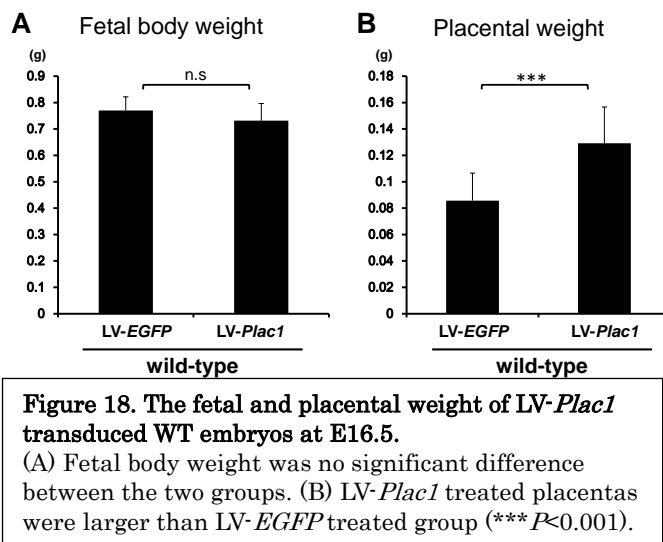 A Fetal body weight
(g)
n.s
0.9
0.8
0.7
0.6
0.5
0.4
0.3
0.2
0.1
0
LV-EGFP LV-Plac1
wild-type
B Placental weight
(g)
***
0.18
0.16
0.14
0.12
0.1
0.08
0.06
0.04
0.02
0
LV-EGFP LV-Plac1
wild-type
Figure 18. The fetal and placental weight of LV-Plac1
transduced WT embryos at E16.5.
(A) Fetal body weight was no significant difference
between the two groups. (B) LV-Plac1 treated placentas
were larger than LV-EGFP treated group (***P<0.001).